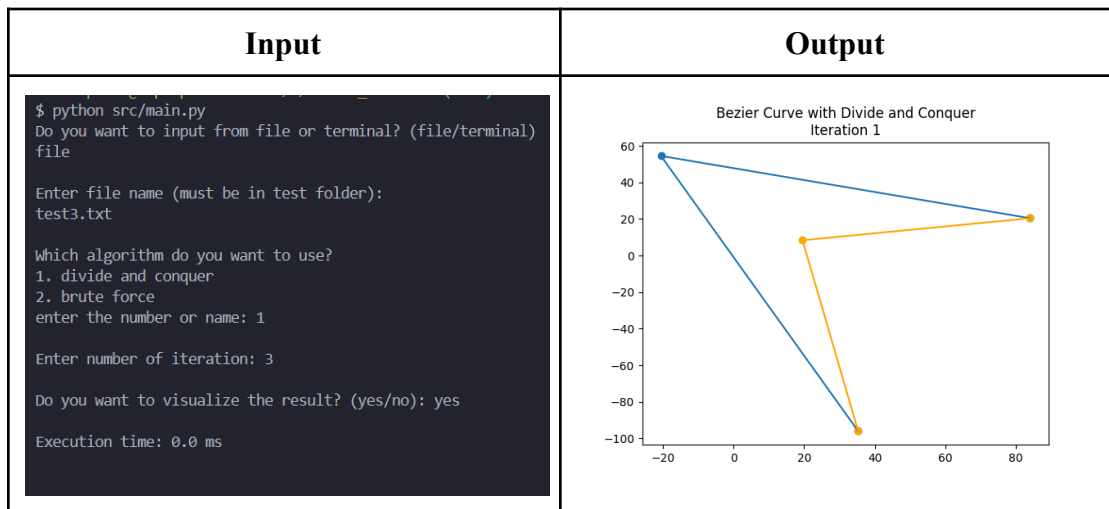 Input
Output
$ python src/main.py
Do you want to input from file or terminal? (file/terminal)
file
Enter file name (must be in test folder):
test3.txt
Which algorithm do you want to use?
1. divide and conquer
2. brute force
enter the number or name: 1
Enter number of iteration: 3
Do you want to visualize the result? (yes/no): yes
Execution time: 0.0 ms
Bezier Curve with Divide and Conquer
Iteration 1
60
40
20
0
−20
−40
−60
−80
−100
−20
0
20
40
60
80